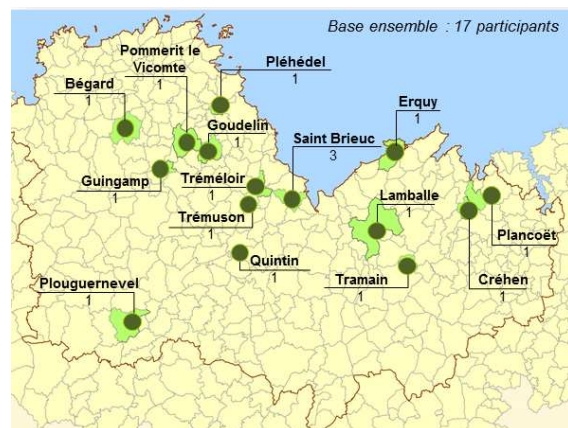 Base ensemble : 17 participants
Pommerit le
Vicomte
1
Pléhédel
1
Bégard
1
Goudelin
1
Erquy
1
Saint Brieuc
3
Guingamp
1
Tréméloir
1
Trémuson
1
Lamballe
1
Plancoët
1
Quintin
1
Tramain
1
Créhen
1
Plouguernevel
1